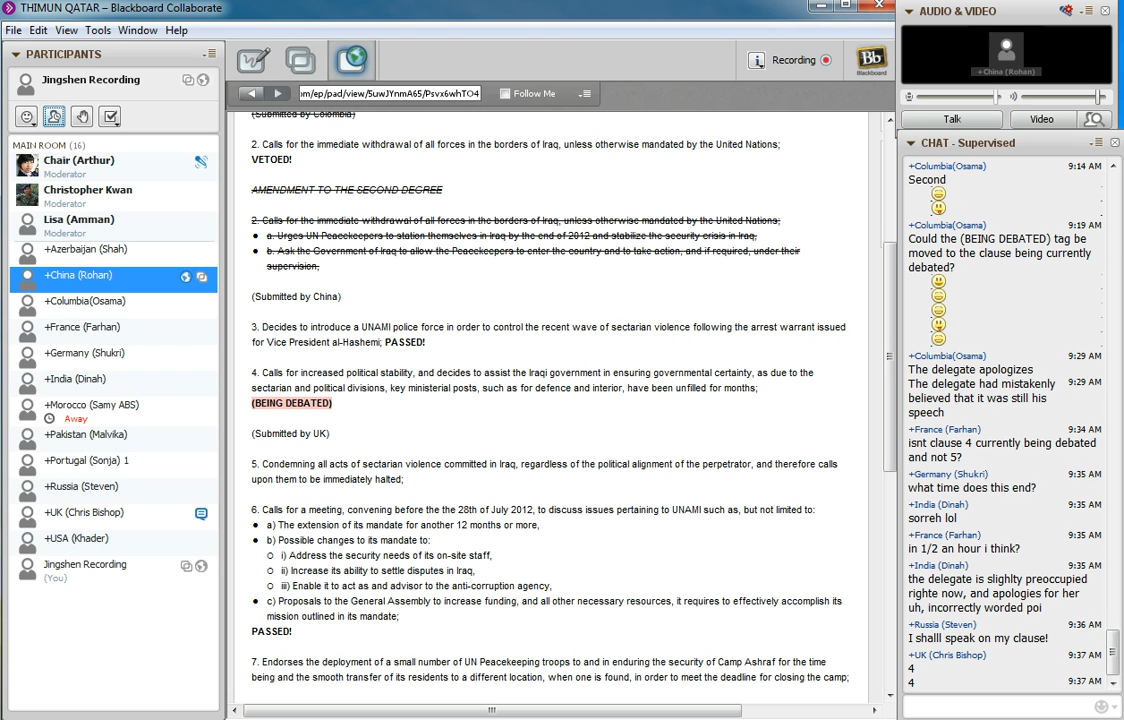 THIMUN QATAR – Blackboard Collaborate
File Edit View Tools Window Help
PARTICIPANTS
Jingshen Recording
MAIN ROOM (16)
Chair (Arthur)
Moderator
Christopher Kwan
Moderator
Lisa (Amman)
Moderator
+Azerbaijan (Shah)
+China (Rohan)
+Columbia(Osama)
+France (Farhan)
+Germany (Shukri)
+India (Dinah)
+Morocco (Samy ABS)
Away
+Pakistan (Malvika)
+Portugal (Sonja) 1
+Russia (Steven)
+UK (Chris Bishop)
+USA (Khader)
Jingshen Recording
(You)
Recording
Bb
Blackboard
om/ep/pad/view/5uwJYnmA65/Psvx6whTO4
Follow Me
(Submitted by Colombia)
2. Calls for the immediate withdrawal of all forces in the borders of Iraq, unless otherwise mandated by the United Nations;
VETOED!
AMENDMENT TO THE SECOND DEGREE
2. Calls for the immediate withdrawal of all forces in the borders of Iraq, unless otherwise mandated by the United Nations;
● a. Urges UN Peacekeepers to station themselves in Iraq by the end of 2012 and stabilize the security crisis in Iraq,
● b. Ask the Government of Iraq to allow the Peacekeepers to enter the country and to take action, and if required, under their
supervision,
(Submitted by China)
3. Decides to introduce a UNAMI police force in order to control the recent wave of sectarian violence following the arrest warrant issued
for Vice President al-Hashemi; PASSED!
4. Calls for increased political stability, and decides to assist the Iraqi government in ensuring governmental certainty, as due to the
sectarian and political divisions, key ministerial posts, such as for defence and interior, have been unfilled for months;
(BEING DEBATED)
(Submitted by UK)
5. Condemning all acts of sectarian violence committed in Iraq, regardless of the political alignment of the perpetrator, and therefore calls
upon them to be immediately halted;
6. Calls for a meeting, convening before the the 28th of July 2012, to discuss issues pertaining to UNAMI such as, but not limited to:
● a) The extension of its mandate for another 12 months or more,
● b) Possible changes to its mandate to:
○ i) Address the security needs of its on-site staff,
○ ii) Increase its ability to settle disputes in Iraq,
○ iii) Enable it to act as and advisor to the anti-corruption agency,
● c) Proposals to the General Assembly to increase funding, and all other necessary resources, it requires to effectively accomplish its
mission outlined in its mandate;
PASSED!
7. Endorses the deployment of a small number of UN Peacekeeping troops to and in enduring the security of Camp Ashraf for the time
being and the smooth transfer of its residents to a different location, when one is found, in order to meet the deadline for closing the camp;
AUDIO & VIDEO
+China (Rohan)
Talk Video
CHAT - Supervised
+Columbia(Osama) 9:14 AM
Second
+Columbia(Osama) 9:19 AM
Could the (BEING DEBATED) tag be
moved to the clause being currently
debated?
+Columbia(Osama) 9:29 AM
The delegate apologizes
The delegate had mistakenly 9:29 AM
believed that it was still his
speech
+France (Farhan) 9:34 AM
isnt clause 4 currently being debated
and not 5?
+Germany (Shukri) 9:35 AM
what time does this end?
+India (Dinah) 9:35 AM
sorreh lol
+France (Farhan) 9:35 AM
in 1/2 an hour i think?
+India (Dinah) 9:35 AM
the delegate is slighlty preoccupied
righte now, and apologies for her
uh, incorrectly worded poi
+Russia (Steven) 9:36 AM
I shalll speak on my clause!
+UK (Chris Bishop) 9:37 AM
4
4 9:37 AM